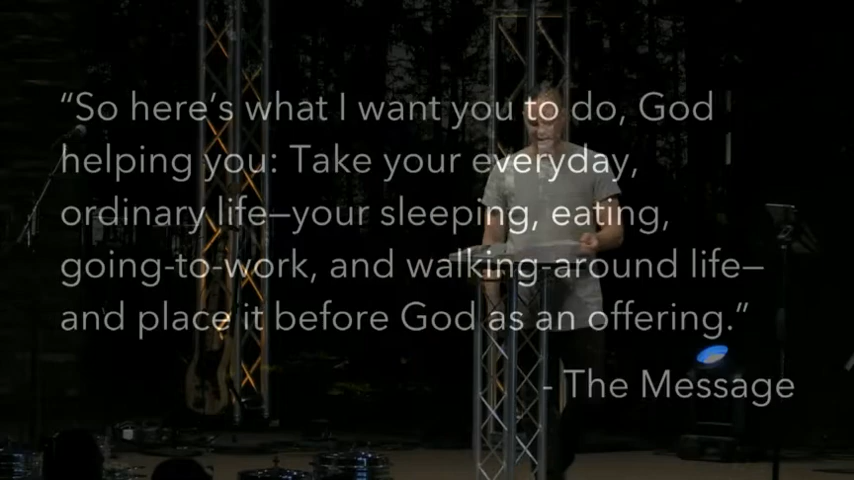 “So here’s what I want you to do, God
helping you: Take your everyday,
ordinary life—your sleeping, eating,
going-to-work, and walking-around life—
and place it before God as an offering.”
- The Message